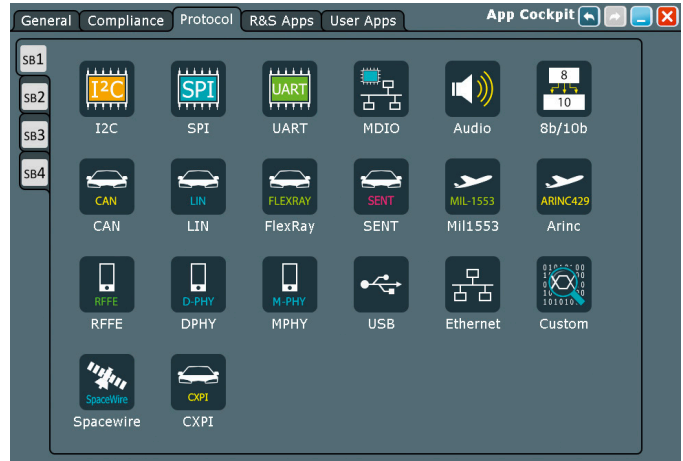 General Compliance Protocol R&S Apps User Apps App Cockpit
SB1
SB2
SB3
SB4
I²C SPI UART 8 10
I2C SPI UART MDIO Audio 8b/10b
CAN LIN FLEXRAY SENT MIL-1553 ARINC429
CAN LIN FlexRay SENT Mil1553 Arinc
RFFE D-PHY M-PHY
RFFE DPHY MPHY USB Ethernet Custom
SpaceWire CXPI
Spacewire CXPI